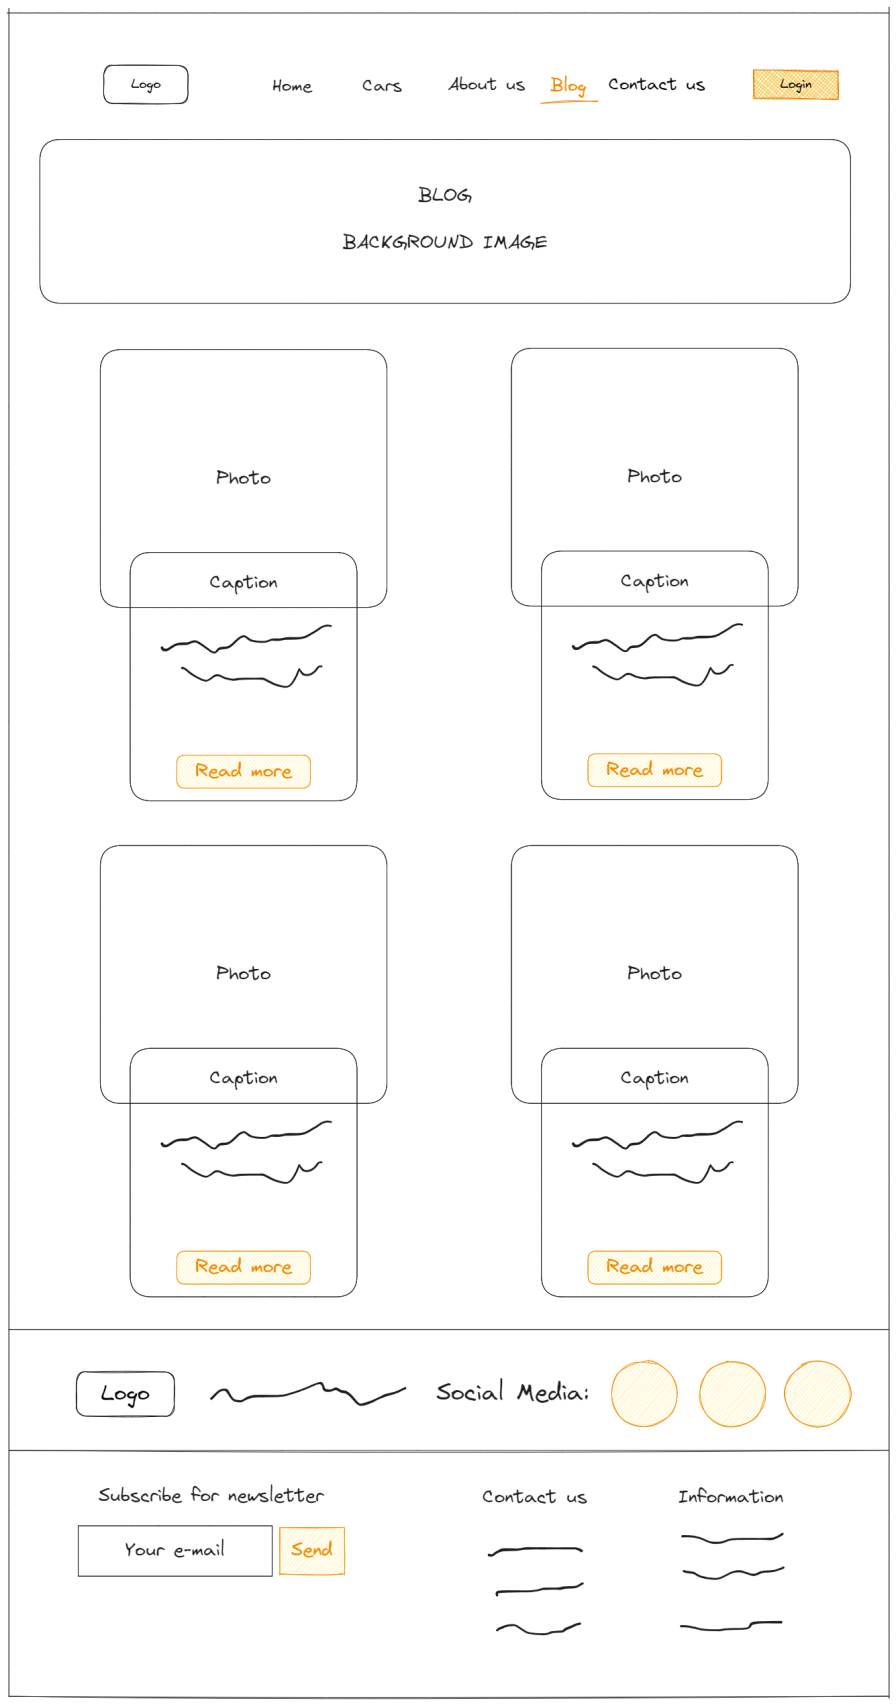 Logo
Home
Cars
About us
Blog
Contact us
Login
BLOG
BACKGROUND IMAGE
Photo
Photo
Caption
Caption
Read more
Read more
Photo
Photo
Caption
Caption
Read more
Read more
Logo
Social Media:
Subscribe for newsletter
Your e-mail
Send
Contact us
Information